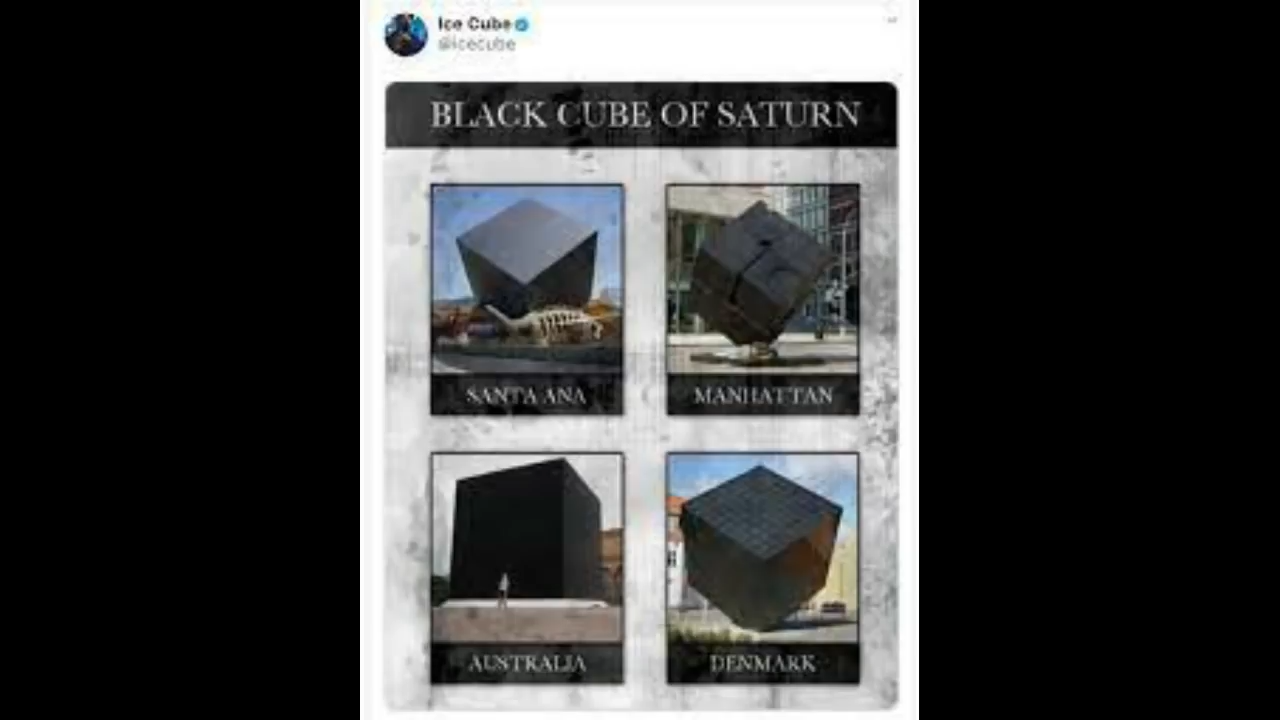 Ice Cube
@icecube
BLACK CUBE OF SATURN
SANTA ANA
MANHATTAN
AUSTRALIA
DENMARK